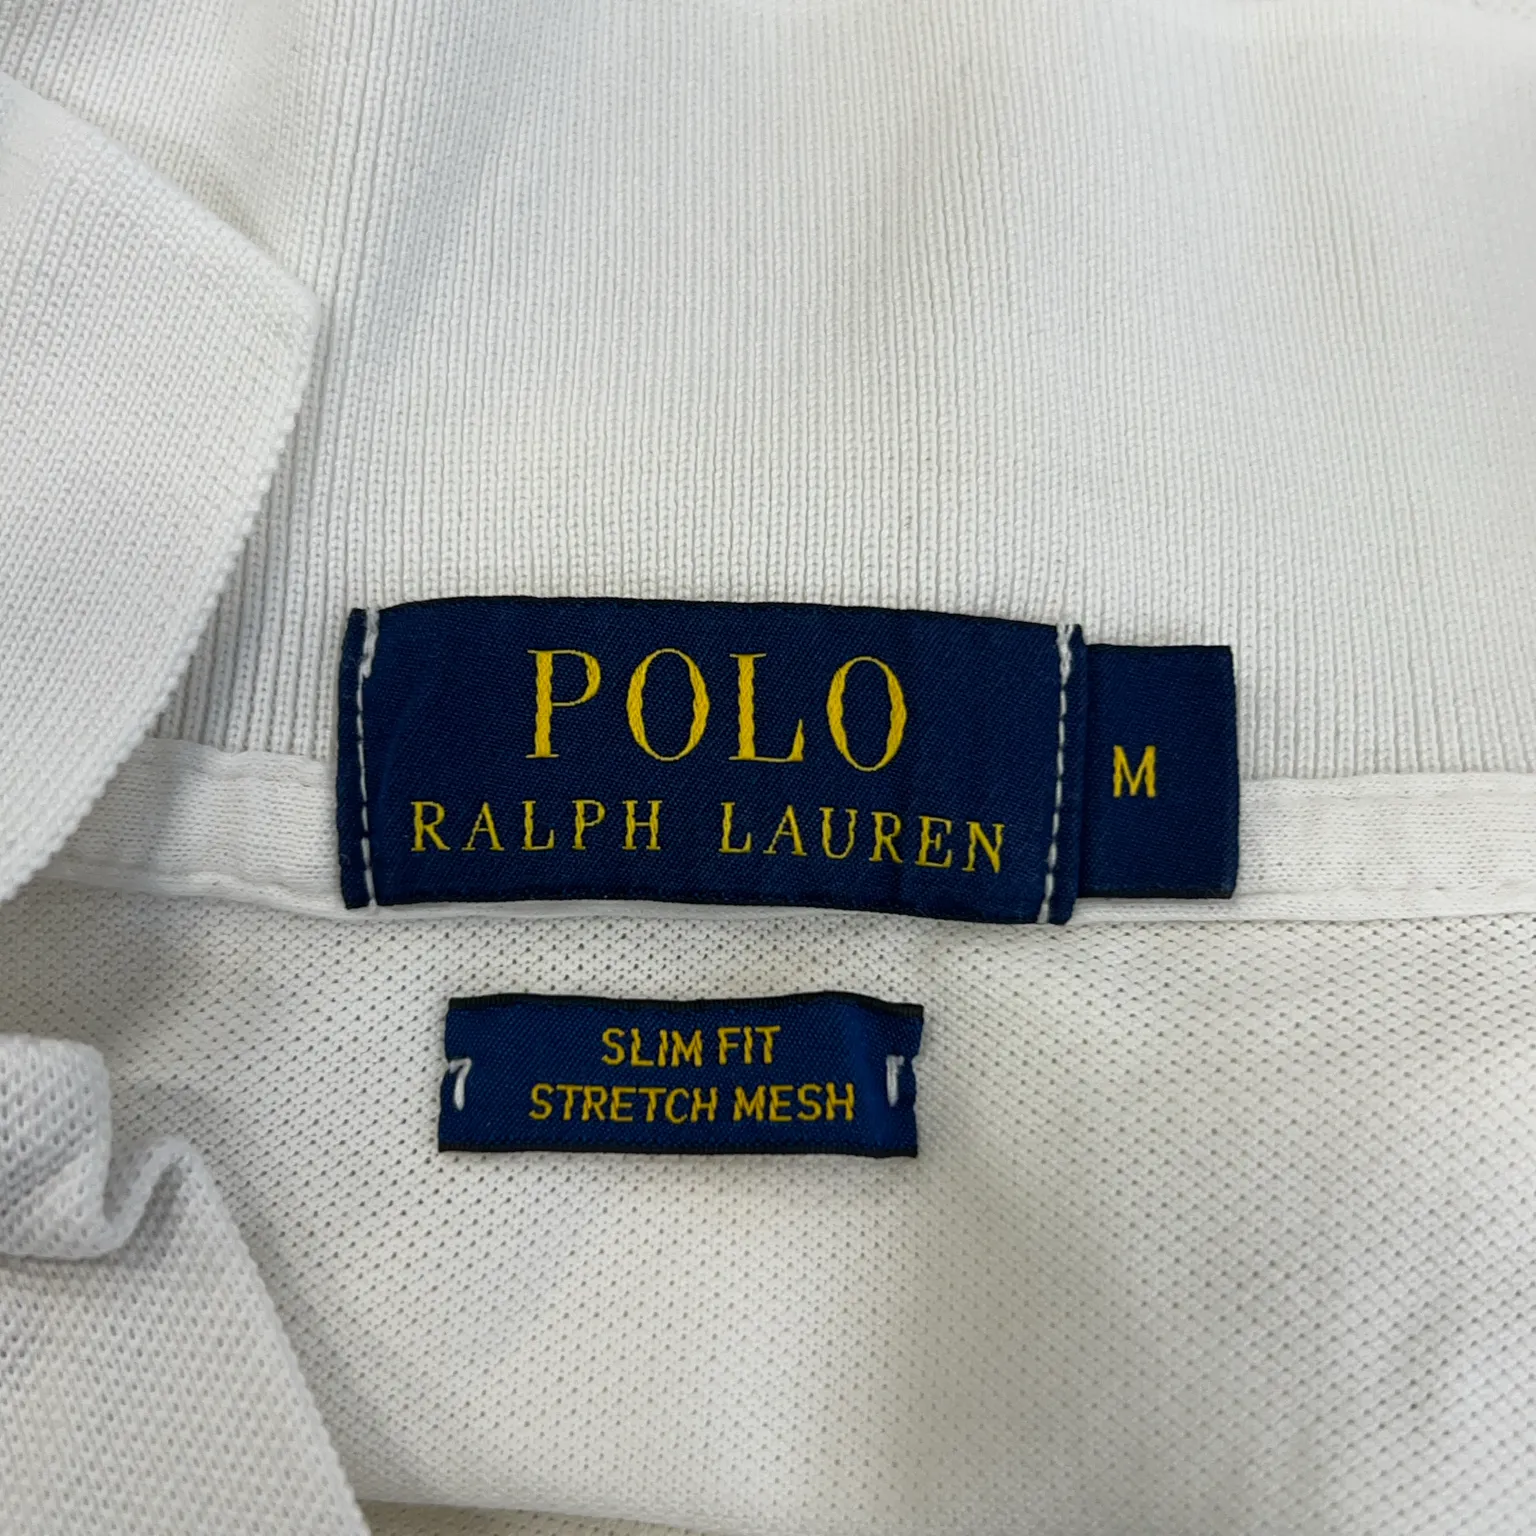 POLO
RALPH LAUREN
M
SLIM FIT
STRETCH MESH